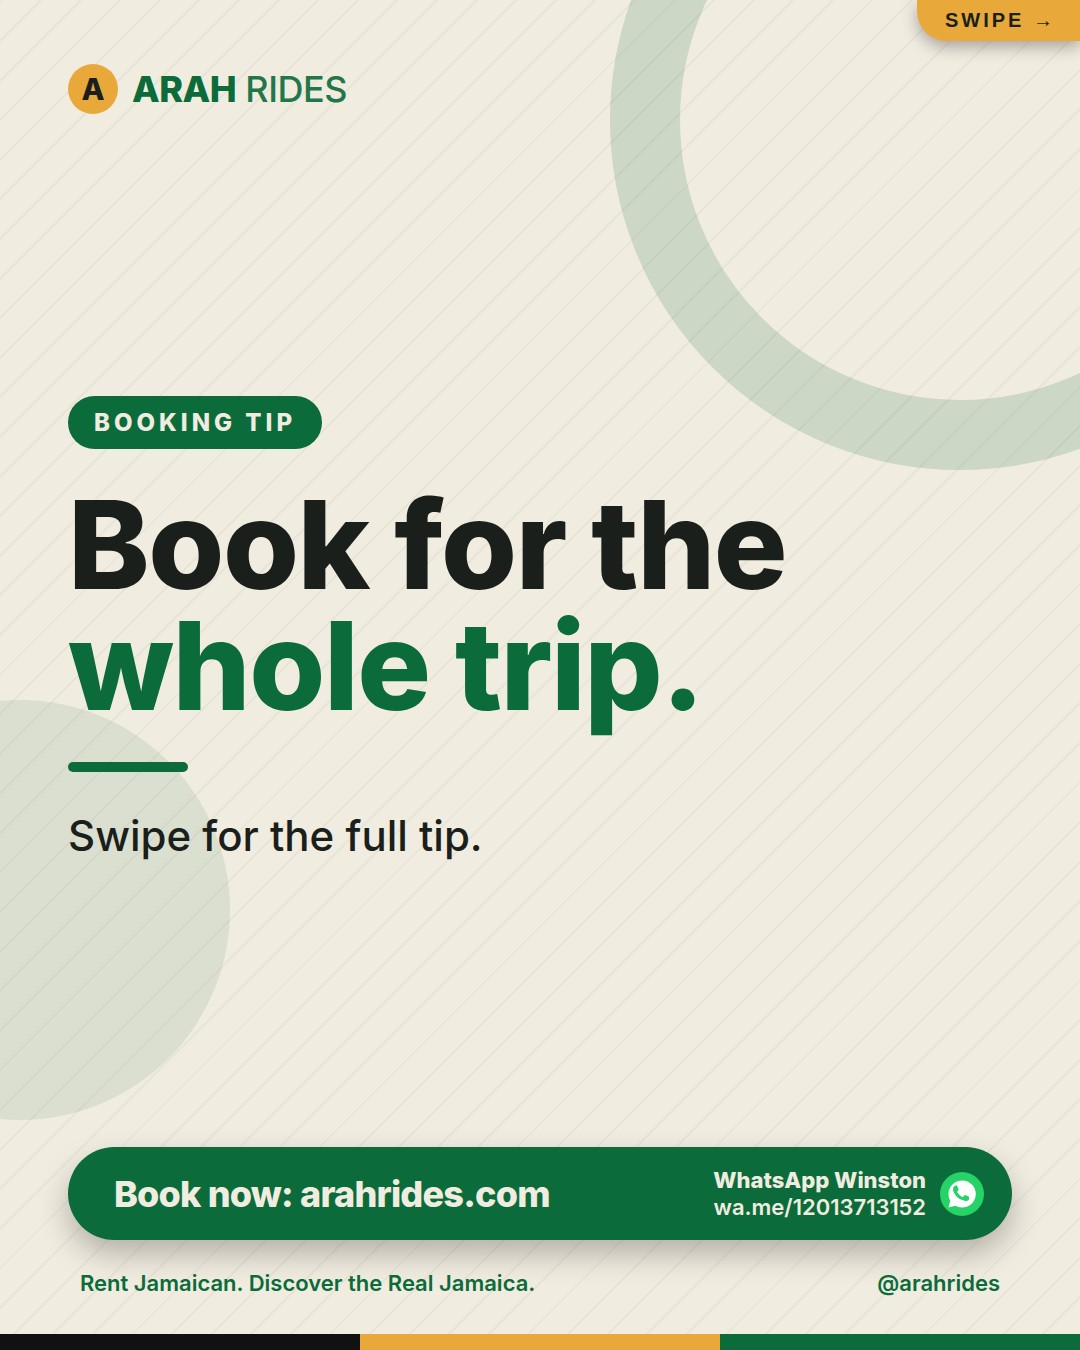 SWIPE →
A ARAH RIDES
BOOKING TIP
Book for the
whole trip.
Swipe for the full tip.
Book now: arahrides.com
WhatsApp Winston
wa.me/12013713152
Rent Jamaican. Discover the Real Jamaica.
@arahrides